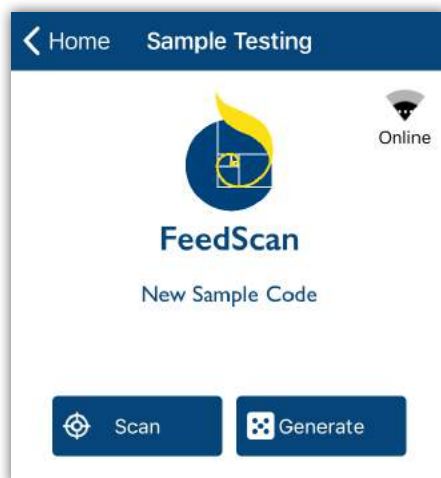 Home Sample Testing
Online
FeedScan
New Sample Code
Scan Generate